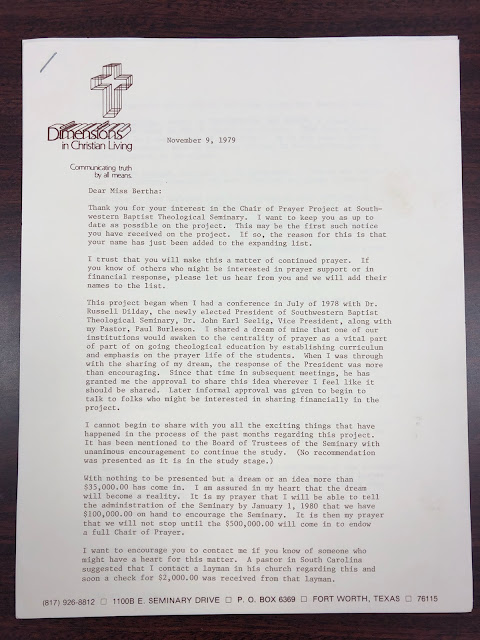 Dimensions
in Christian Living
November 9, 1979
Communicating truth
by all means.
Dear Miss Bertha:
Thank you for your interest in the Chair of Prayer Project at South-
western Baptist Theological Seminary. I want to keep you as up to
date as possible on the project. This may be the first such notice
you have received on the project. If so, the reason for this is that
your name has just been added to the expanding list.
I trust that you will make this a matter of continued prayer. If
you know of others who might be interested in prayer support or in
financial response, please let us hear from you and we will add their
names to the list.
This project began when I had a conference in July of 1978 with Dr.
Russell Dilday, the newly elected President of Southwestern Baptist
Theological Seminary, Dr. John Earl Seelig, Vice President, along with
my Pastor, Paul Burleson. I shared a dream of mine that one of our
institutions would awaken to the centrality of prayer as a vital part
of part of on going theological education by establishing curriculum
and emphasis on the prayer life of the students. When I was through
with the sharing of my dream, the response of the President was more
than encouraging. Since that time in subsequent meetings, he has
granted me the approval to share this idea wherever I feel like it
should be shared. Later informal approval was given to begin to
talk to folks who might be interested in sharing financially in the
project.
I cannot begin to share with you all the exciting things that have
happened in the process of the past months regarding this project.
It has been mentioned to the Board of Trustees of the Seminary with
unanimous encouragement to continue the study. (No recommendation
was presented as it is in the study stage.)
With nothing to be presented but a dream or an idea more than
$35,000.00 has come in. I am assured in my heart that the dream
will become a reality. It is my prayer that I will be able to tell
the administration of the Seminary by January 1, 1980 that we have
$100,000.00 on hand to encourage the Seminary. It is then my prayer
that we will not stop until the $500,000.00 will come in to endow
a full Chair of Prayer.
I want to encourage you to contact me if you know of someone who
might have a heart for this matter. A pastor in South Carolina
suggested that I contact a layman in his church regarding this and
soon a check for $2,000.00 was received from that layman.
(817) 926-8812 □ 1100B E. SEMINARY DRIVE □ P. O. BOX 6369 □ FORT WORTH, TEXAS □ 76115